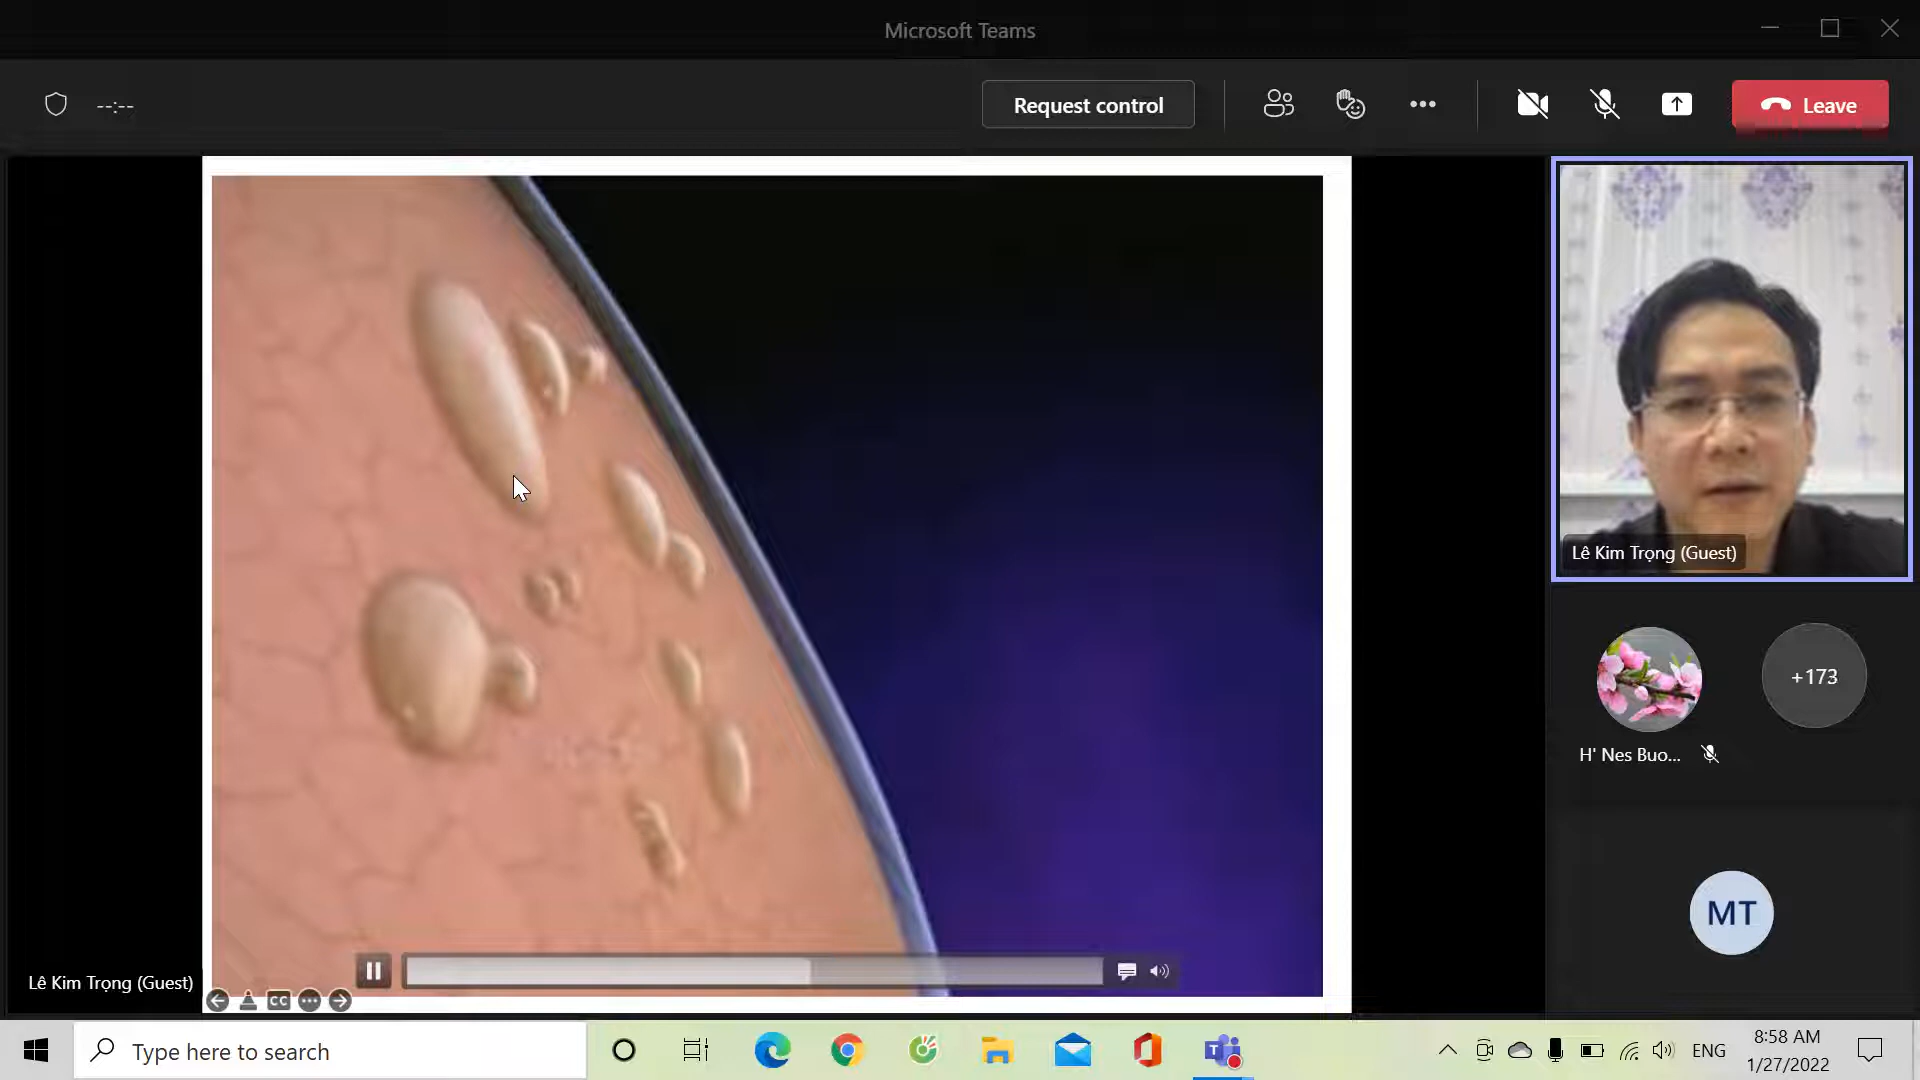 Microsoft Teams
--:--
Request control
Leave
Lê Kim Trọng (Guest)
H' Nes Buo...
+173
MT
Lê Kim Trọng (Guest)
CC
Type here to search
ENG
8:58 AM
1/27/2022